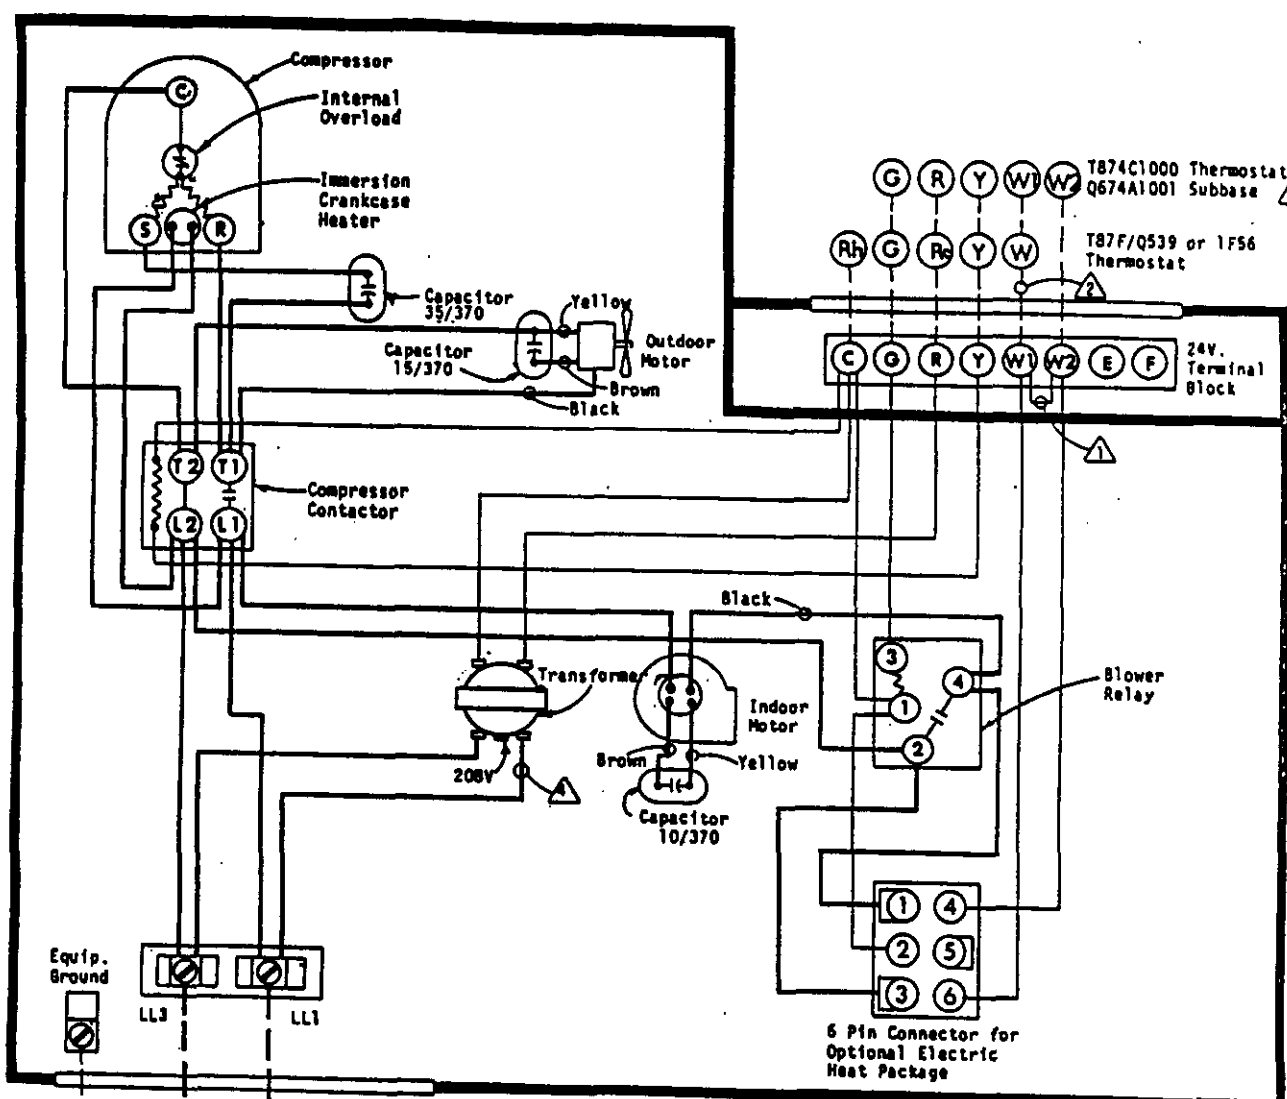 Compressor
C
Internal
Overload
Immersion
Crankcase
Heater
S
R
Capacitor
35/370
Yellow
Capacitor
15/370
Outdoor
Motor
Brown
Black
T2
T1
L2
L1
Compressor
Contactor
G R Y W1 W2
T874C1000 Thermostat
Q674A1001 Subbase
Rh G Rc Y W
T87F/Q539 or 1F56
Thermostat
2
C G R Y W1 W2 E F
24V.
Terminal
Block
1
Black
3
4
1
2
Blower
Relay
Transformer
208V
4
Indoor
Motor
Brown
Yellow
Capacitor
10/370
1 4
2 5
3 6
6 Pin Connector for
Optional Electric
Heat Package
Equip.
Ground
LL3
LL1